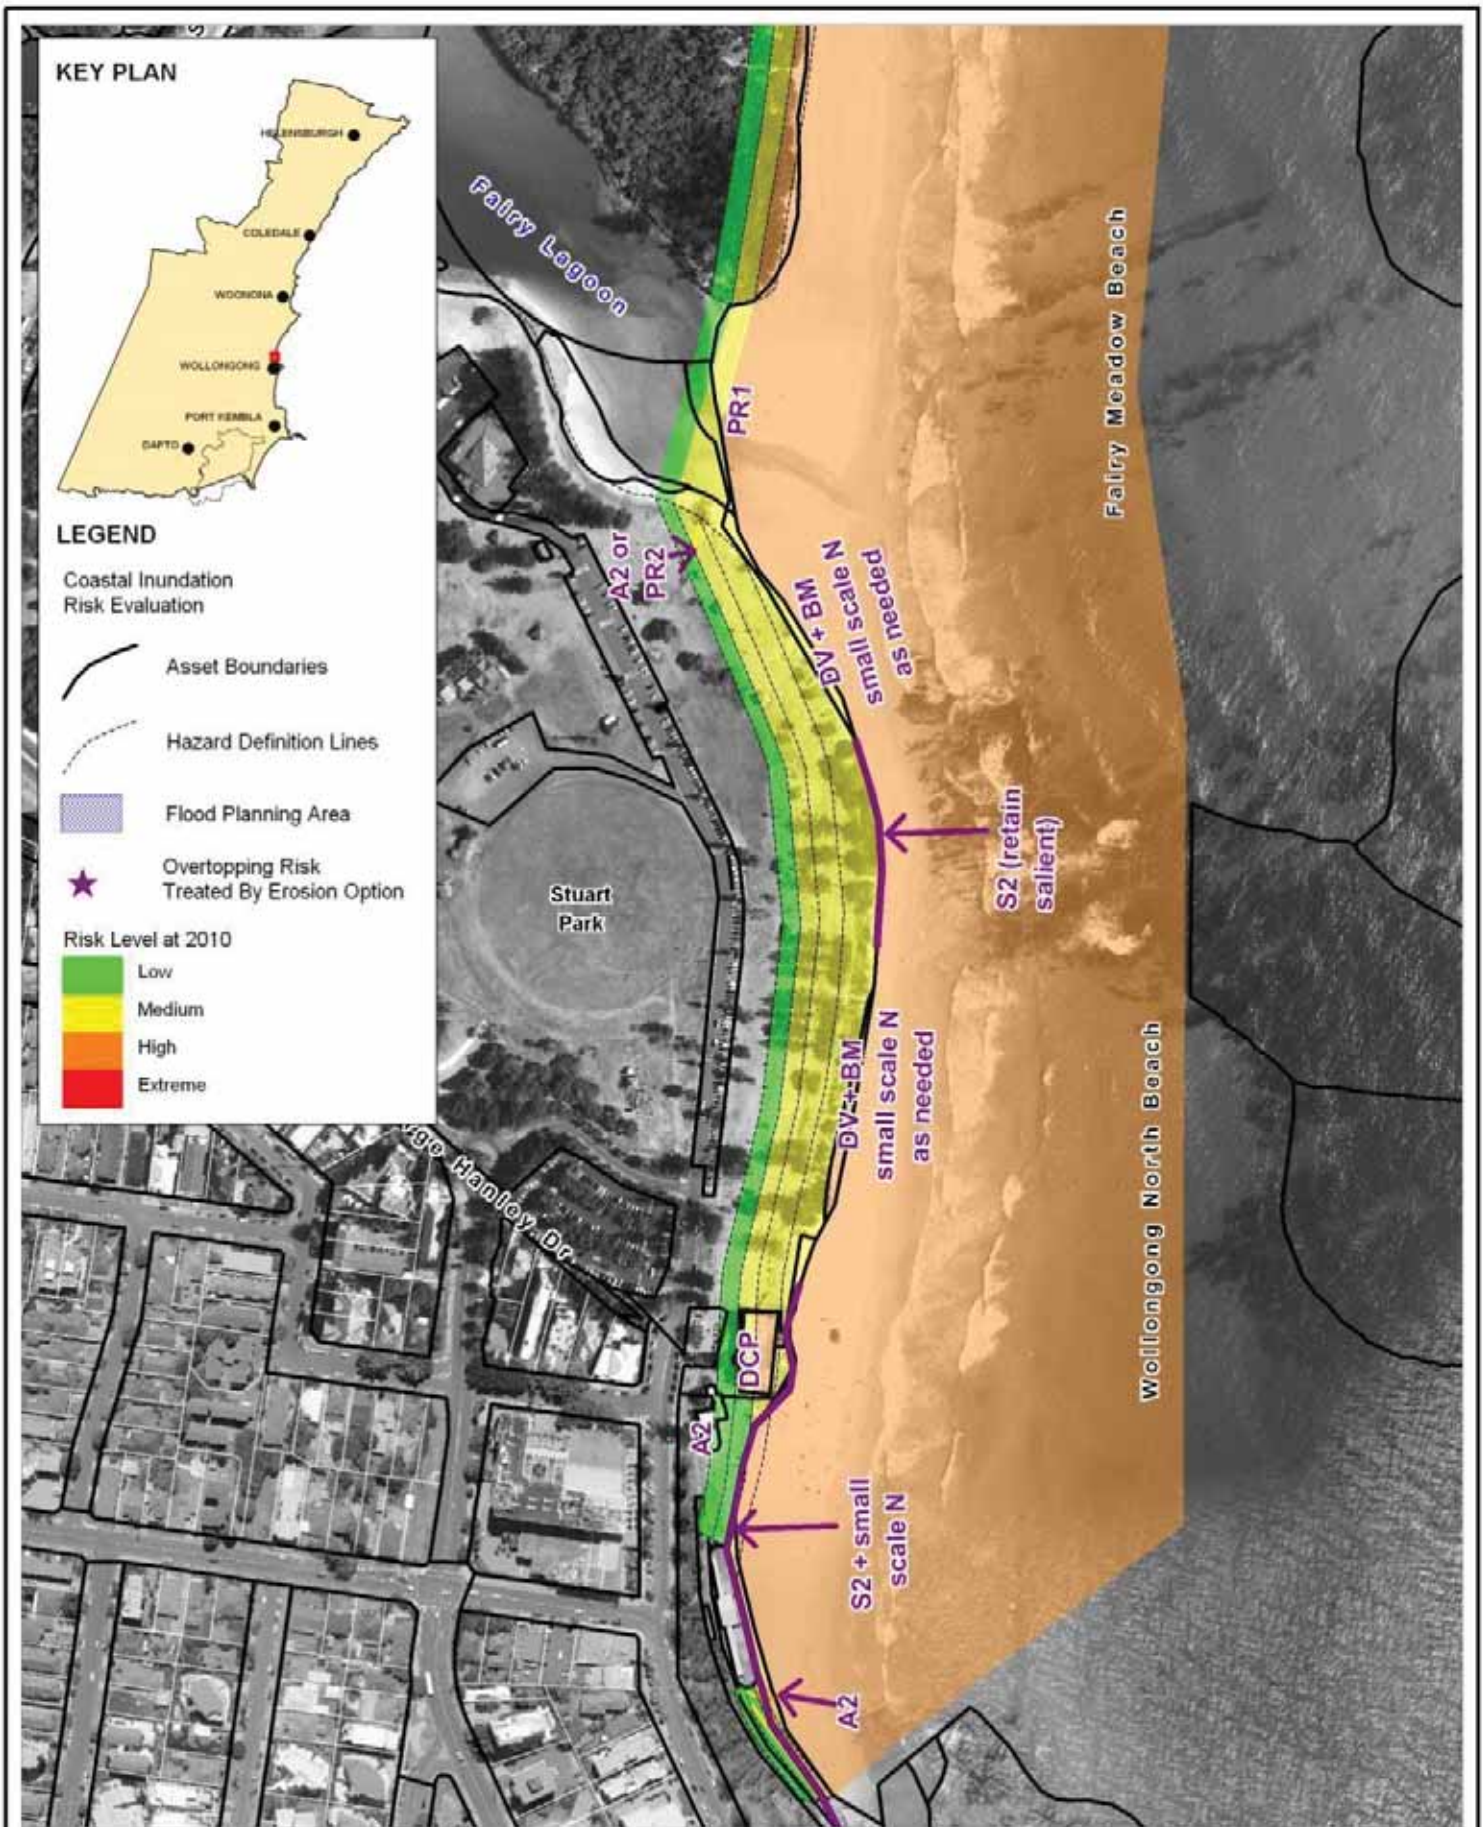 KEY PLAN
HELENSBURGH
COLEDALE
WOONONA
WOLLONGONG
PORT KEMBLA
DAPTO
LEGEND
Coastal Inundation
Risk Evaluation
Asset Boundaries
Hazard Definition Lines
Flood Planning Area
Overtopping Risk
Treated By Erosion Option
Risk Level at 2010
Low
Medium
High
Extreme
Fairy Lagoon
Fairy Meadow Beach
PR1
A2 or
PR2
DV + BM
small scale N
as needed
S2 (retain
salient)
Stuart
Park
DV + BM
small scale N
as needed
Wollongong North Beach
Hanley Dr
DCP
A2
S2 + small
scale N
A2